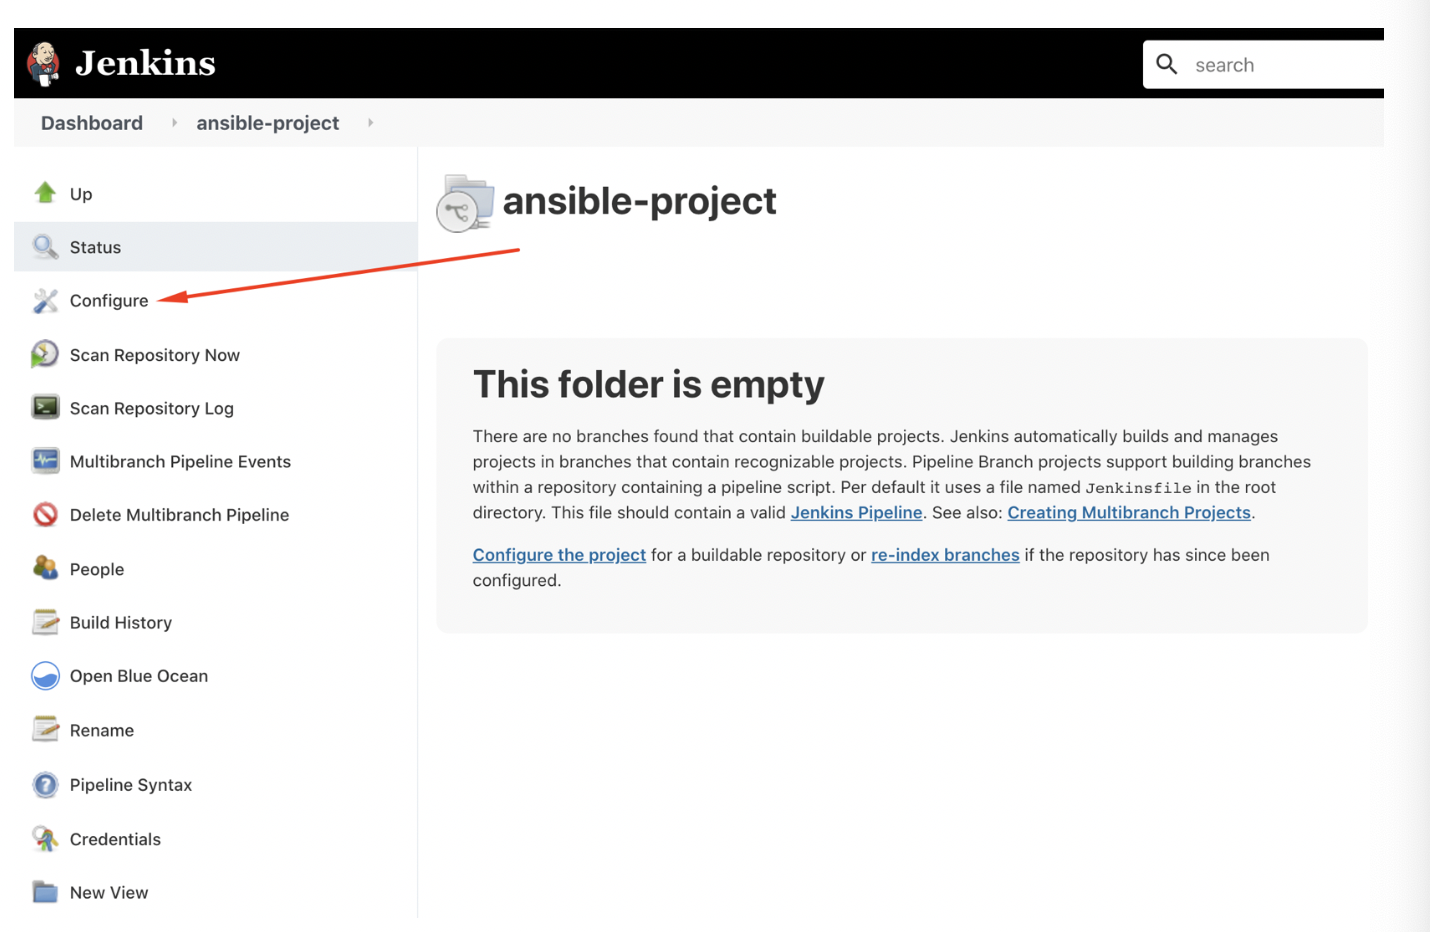 Jenkins
search
Dashboard
ansible-project
Up
Status
Configure
Scan Repository Now
Scan Repository Log
Multibranch Pipeline Events
Delete Multibranch Pipeline
People
Build History
Open Blue Ocean
Rename
Pipeline Syntax
Credentials
New View
ansible-project
This folder is empty
There are no branches found that contain buildable projects. Jenkins automatically builds and manages
projects in branches that contain recognizable projects. Pipeline Branch projects support building branches
within a repository containing a pipeline script. Per default it uses a file named Jenkinsfile in the root
directory. This file should contain a valid Jenkins Pipeline. See also: Creating Multibranch Projects.
Configure the project for a buildable repository or re-index branches if the repository has since been
configured.